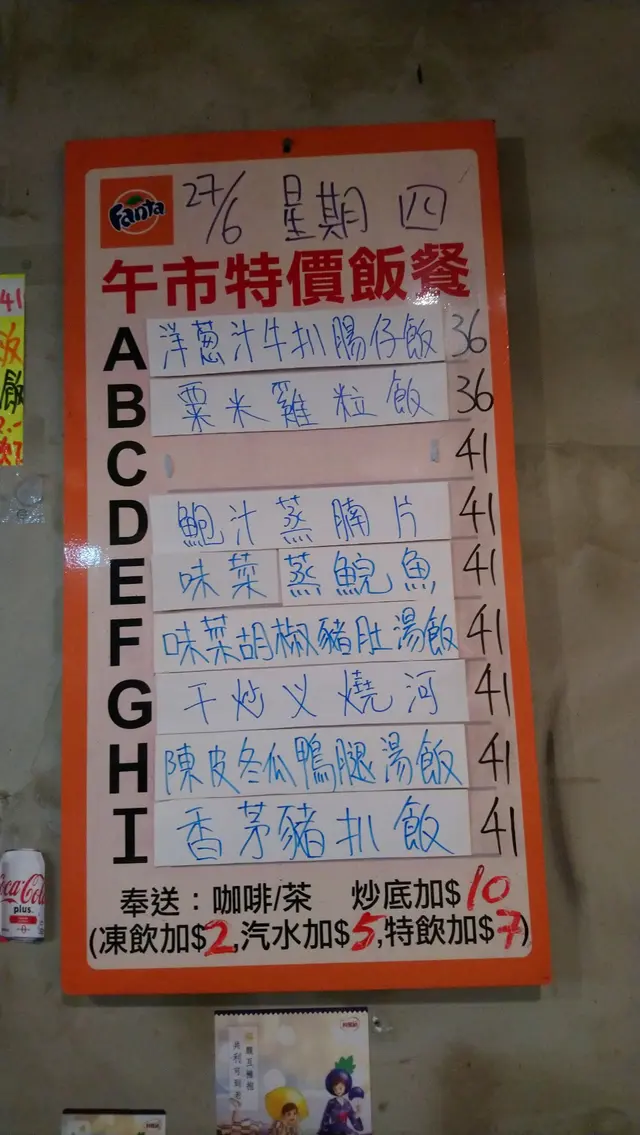 Fanta 27/6 星期四
午市特價飯餐
A 洋蔥汁牛扒腸仔飯 36
B 粟米雞粒飯 36
C 41
D 鮑汁蒸腩片 41
E 味菜蒸鯇魚 41
F 味菜胡椒豬肚湯飯 41
G 干炒义燒河 41
H 陳皮冬瓜鴨腿湯飯 41
I 香茅豬扒飯 41
奉送：咖啡/茶 炒底加$10
(凍飲加$2,汽水加$5,特飲加$7)
41
飯
飲
Coca-Cola
plus.